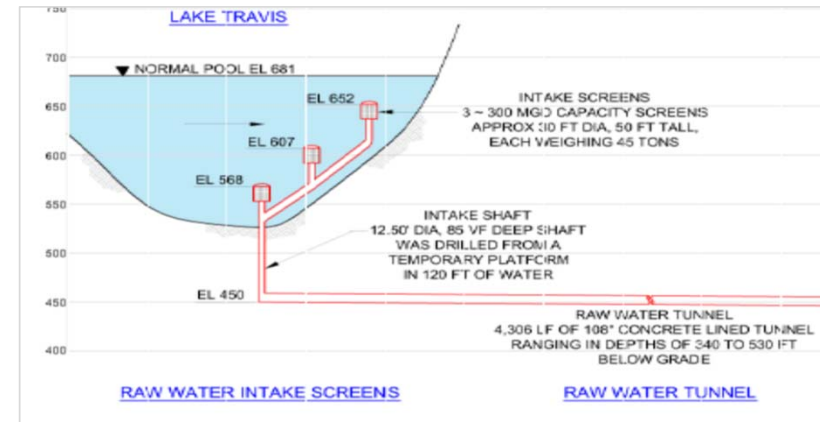 750
LAKE TRAVIS
700
NORMAL POOL EL 681
650
EL 652
INTAKE SCREENS
3 ~ 300 MGD CAPACITY SCREENS
APPROX 30 FT DIA, 50 FT TALL,
EACH WEIGHING 45 TONS
EL 607
600
EL 568
550
INTAKE SHAFT
12.50' DIA, 85 VF DEEP SHAFT
WAS DRILLED FROM A
TEMPORARY PLATFORM
IN 120 FT OF WATER
500
EL 450
450
RAW WATER TUNNEL
4,306 LF OF 108" CONCRETE LINED TUNNEL
RANGING IN DEPTHS OF 340 TO 530 FT
BELOW GRADE
400
RAW WATER INTAKE SCREENS
RAW WATER TUNNEL